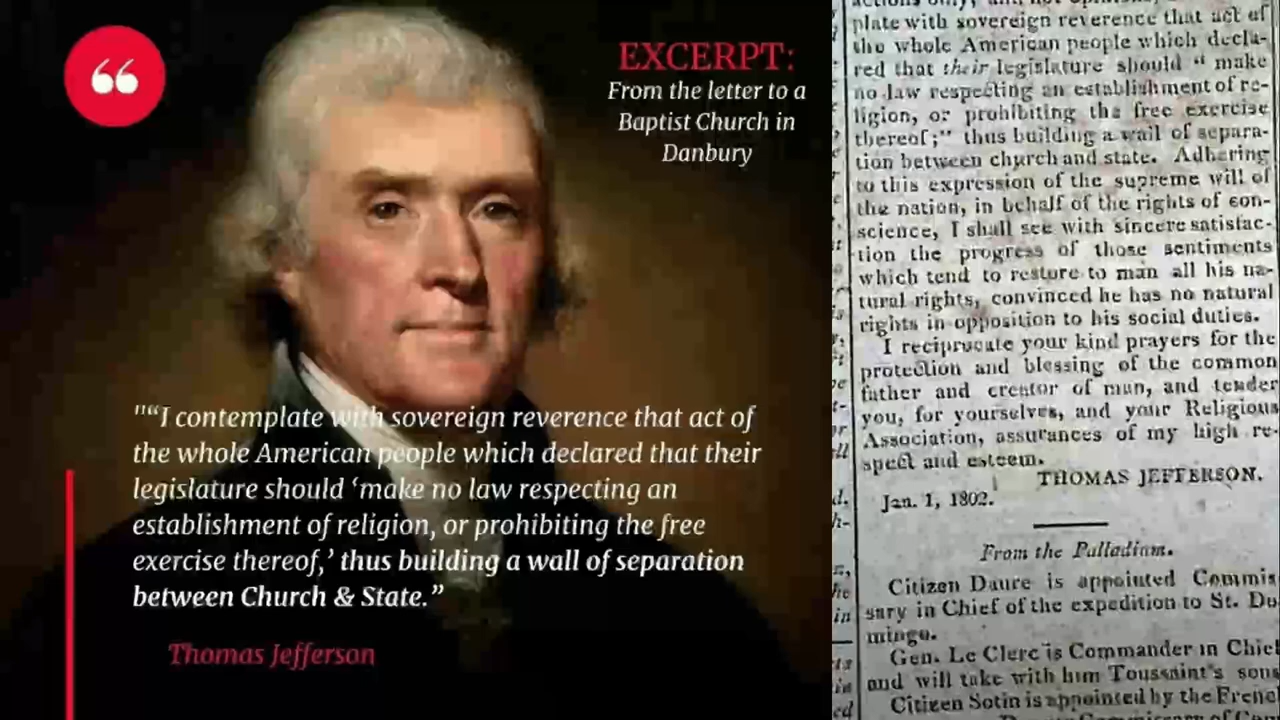 EXCERPT:
From the letter to a
Baptist Church in
Danbury
"“I contemplate with sovereign reverence that act of
the whole American people which declared that their
legislature should ‘make no law respecting an
establishment of religion, or prohibiting the free
exercise thereof,’ thus building a wall of separation
between Church & State.”
Thomas Jefferson
plate with sovereign reverence that act of
the whole American people which decla-
red that their legislature should “ make
no law respecting an establishment of re-
ligion, or prohibiting the free exercise
thereof ;” thus building a wall of separa-
tion between church and state. Adhering
to this expression of the supreme will of
the nation, in behalf of the rights of con-
science, I shall see with sincere satisfac-
tion the progress of those sentiments
which tend to restore to man all his na-
tural rights, convinced he has no natural
rights in opposition to his social duties.
I reciprocate your kind prayers for the
protection and blessing of the common
father and creator of man, and tender
you, for yourselves, and your Religious
Association, assurances of my high re-
spect and esteem.
THOMAS JEFFERSON.
Jan. 1, 1802.
From the Palladium.
Citizen Daure is appointed Commis
sary in Chief of the expedition to St. Do
mingo.
Gen. Le Clerc is Commander in Chief
and will take with him Toussaint's sons
Citizen Sotin is appointed by the French